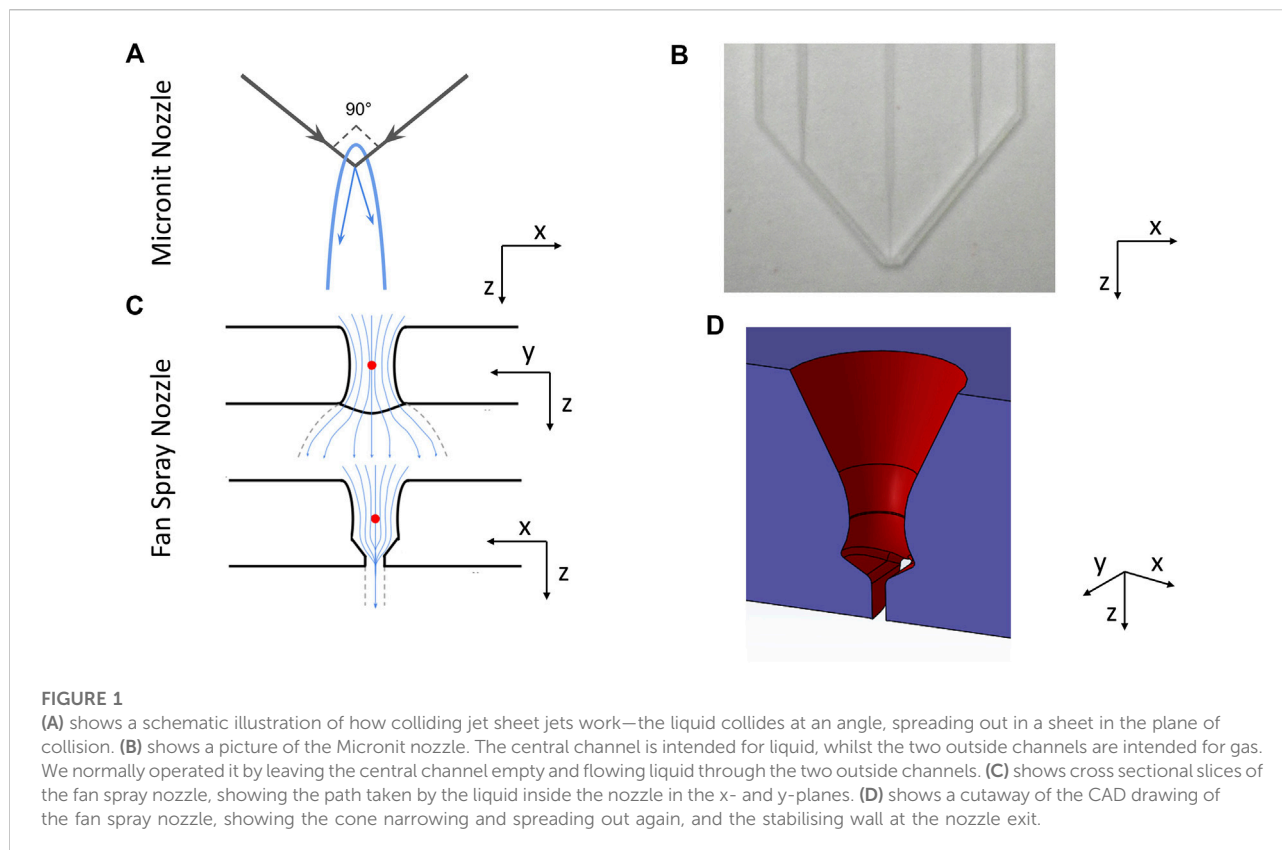 A
Micronit Nozzle
90°
x
z
B
x
z
C
Fan Spray Nozzle
y
z
x
z
D
y
x
z
FIGURE 1
(A) shows a schematic illustration of how colliding jet sheet jets work—the liquid collides at an angle, spreading out in a sheet in the plane of
collision. (B) shows a picture of the Micronit nozzle. The central channel is intended for liquid, whilst the two outside channels are intended for gas.
We normally operated it by leaving the central channel empty and flowing liquid through the two outside channels. (C) shows cross sectional slices of
the fan spray nozzle, showing the path taken by the liquid inside the nozzle in the x- and y-planes. (D) shows a cutaway of the CAD drawing of
the fan spray nozzle, showing the cone narrowing and spreading out again, and the stabilising wall at the nozzle exit.